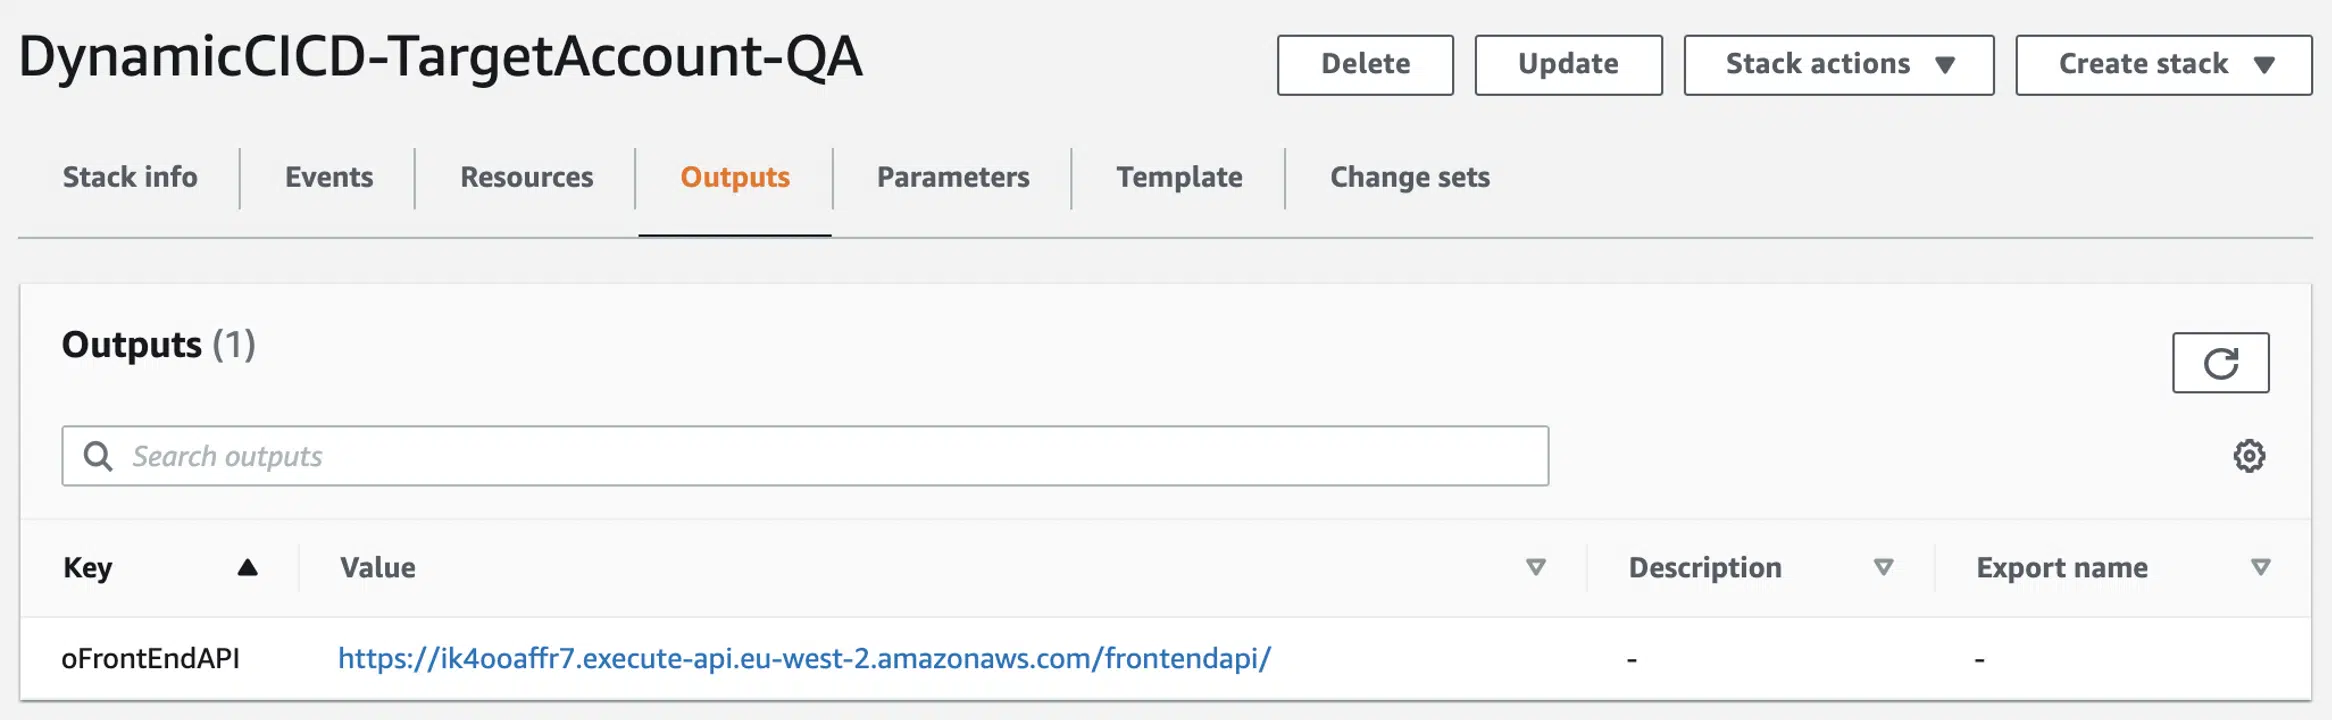 DynamicCICD-TargetAccount-QA
Delete Update Stack actions Create stack
Stack info Events Resources Outputs Parameters Template Change sets
Outputs (1)
Search outputs
Key Value Description Export name
oFrontEndAPI https://ik4ooaffr7.execute-api.eu-west-2.amazonaws.com/frontendapi/ - -